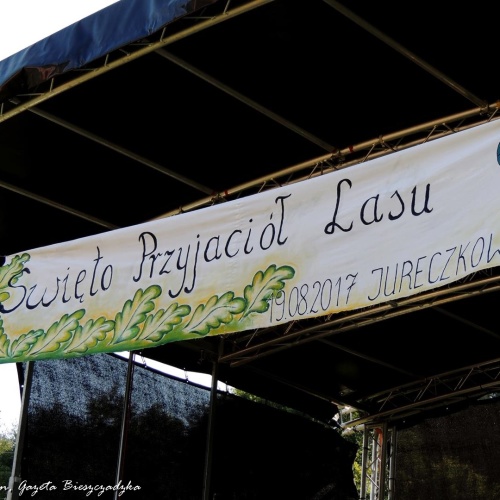 Święto Przyjaciół Lasu
19.08.2017 JURECZKOW
Gazeta Bieszczadzka